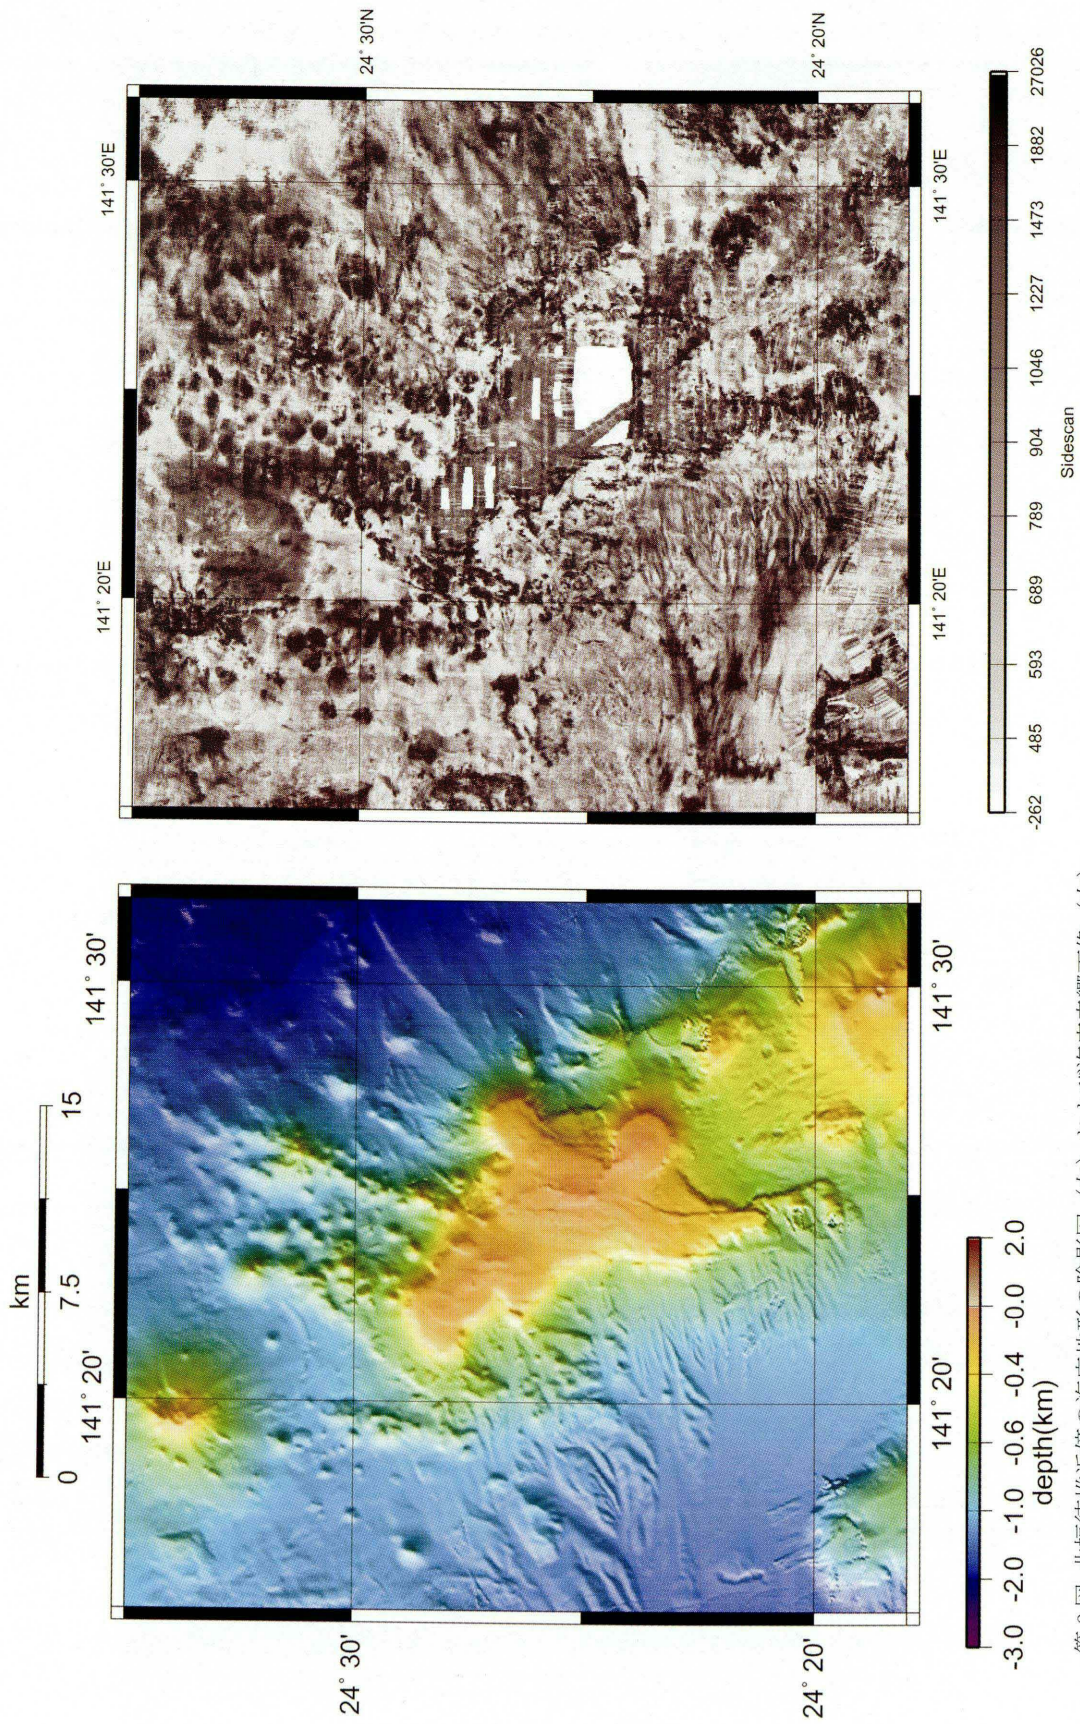 km
0 7.5 15
141° 20' 141° 30'
24° 30'
24° 20'
141° 20' 141° 30'
-3.0 -2.0 -1.0 -0.6 -0.4 -0.0 2.0
depth(km)
141° 20'E 141° 30'E
24° 30'N
24° 20'N
141° 20'E 141° 30'E
-262 485 593 689 789 904 1046 1227 1473 1882 27026
Sidescan